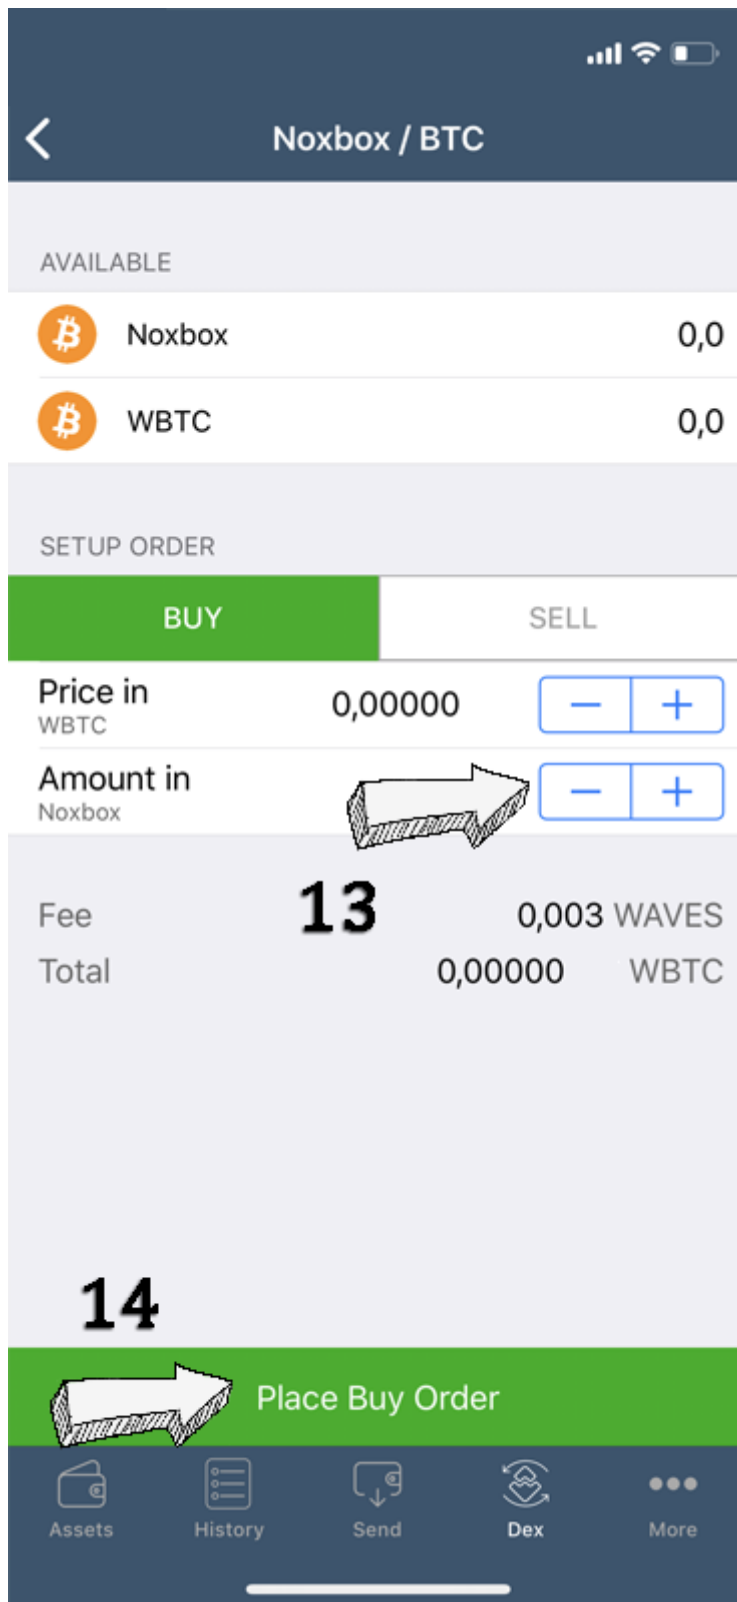 Noxbox / BTC
AVAILABLE
Noxbox 0,0
WBTC 0,0
SETUP ORDER
BUY SELL
Price in 0,00000 − +
WBTC
Amount in − +
Noxbox
13
Fee 0,003 WAVES
Total 0,00000 WBTC
14
Place Buy Order
Assets History Send Dex More